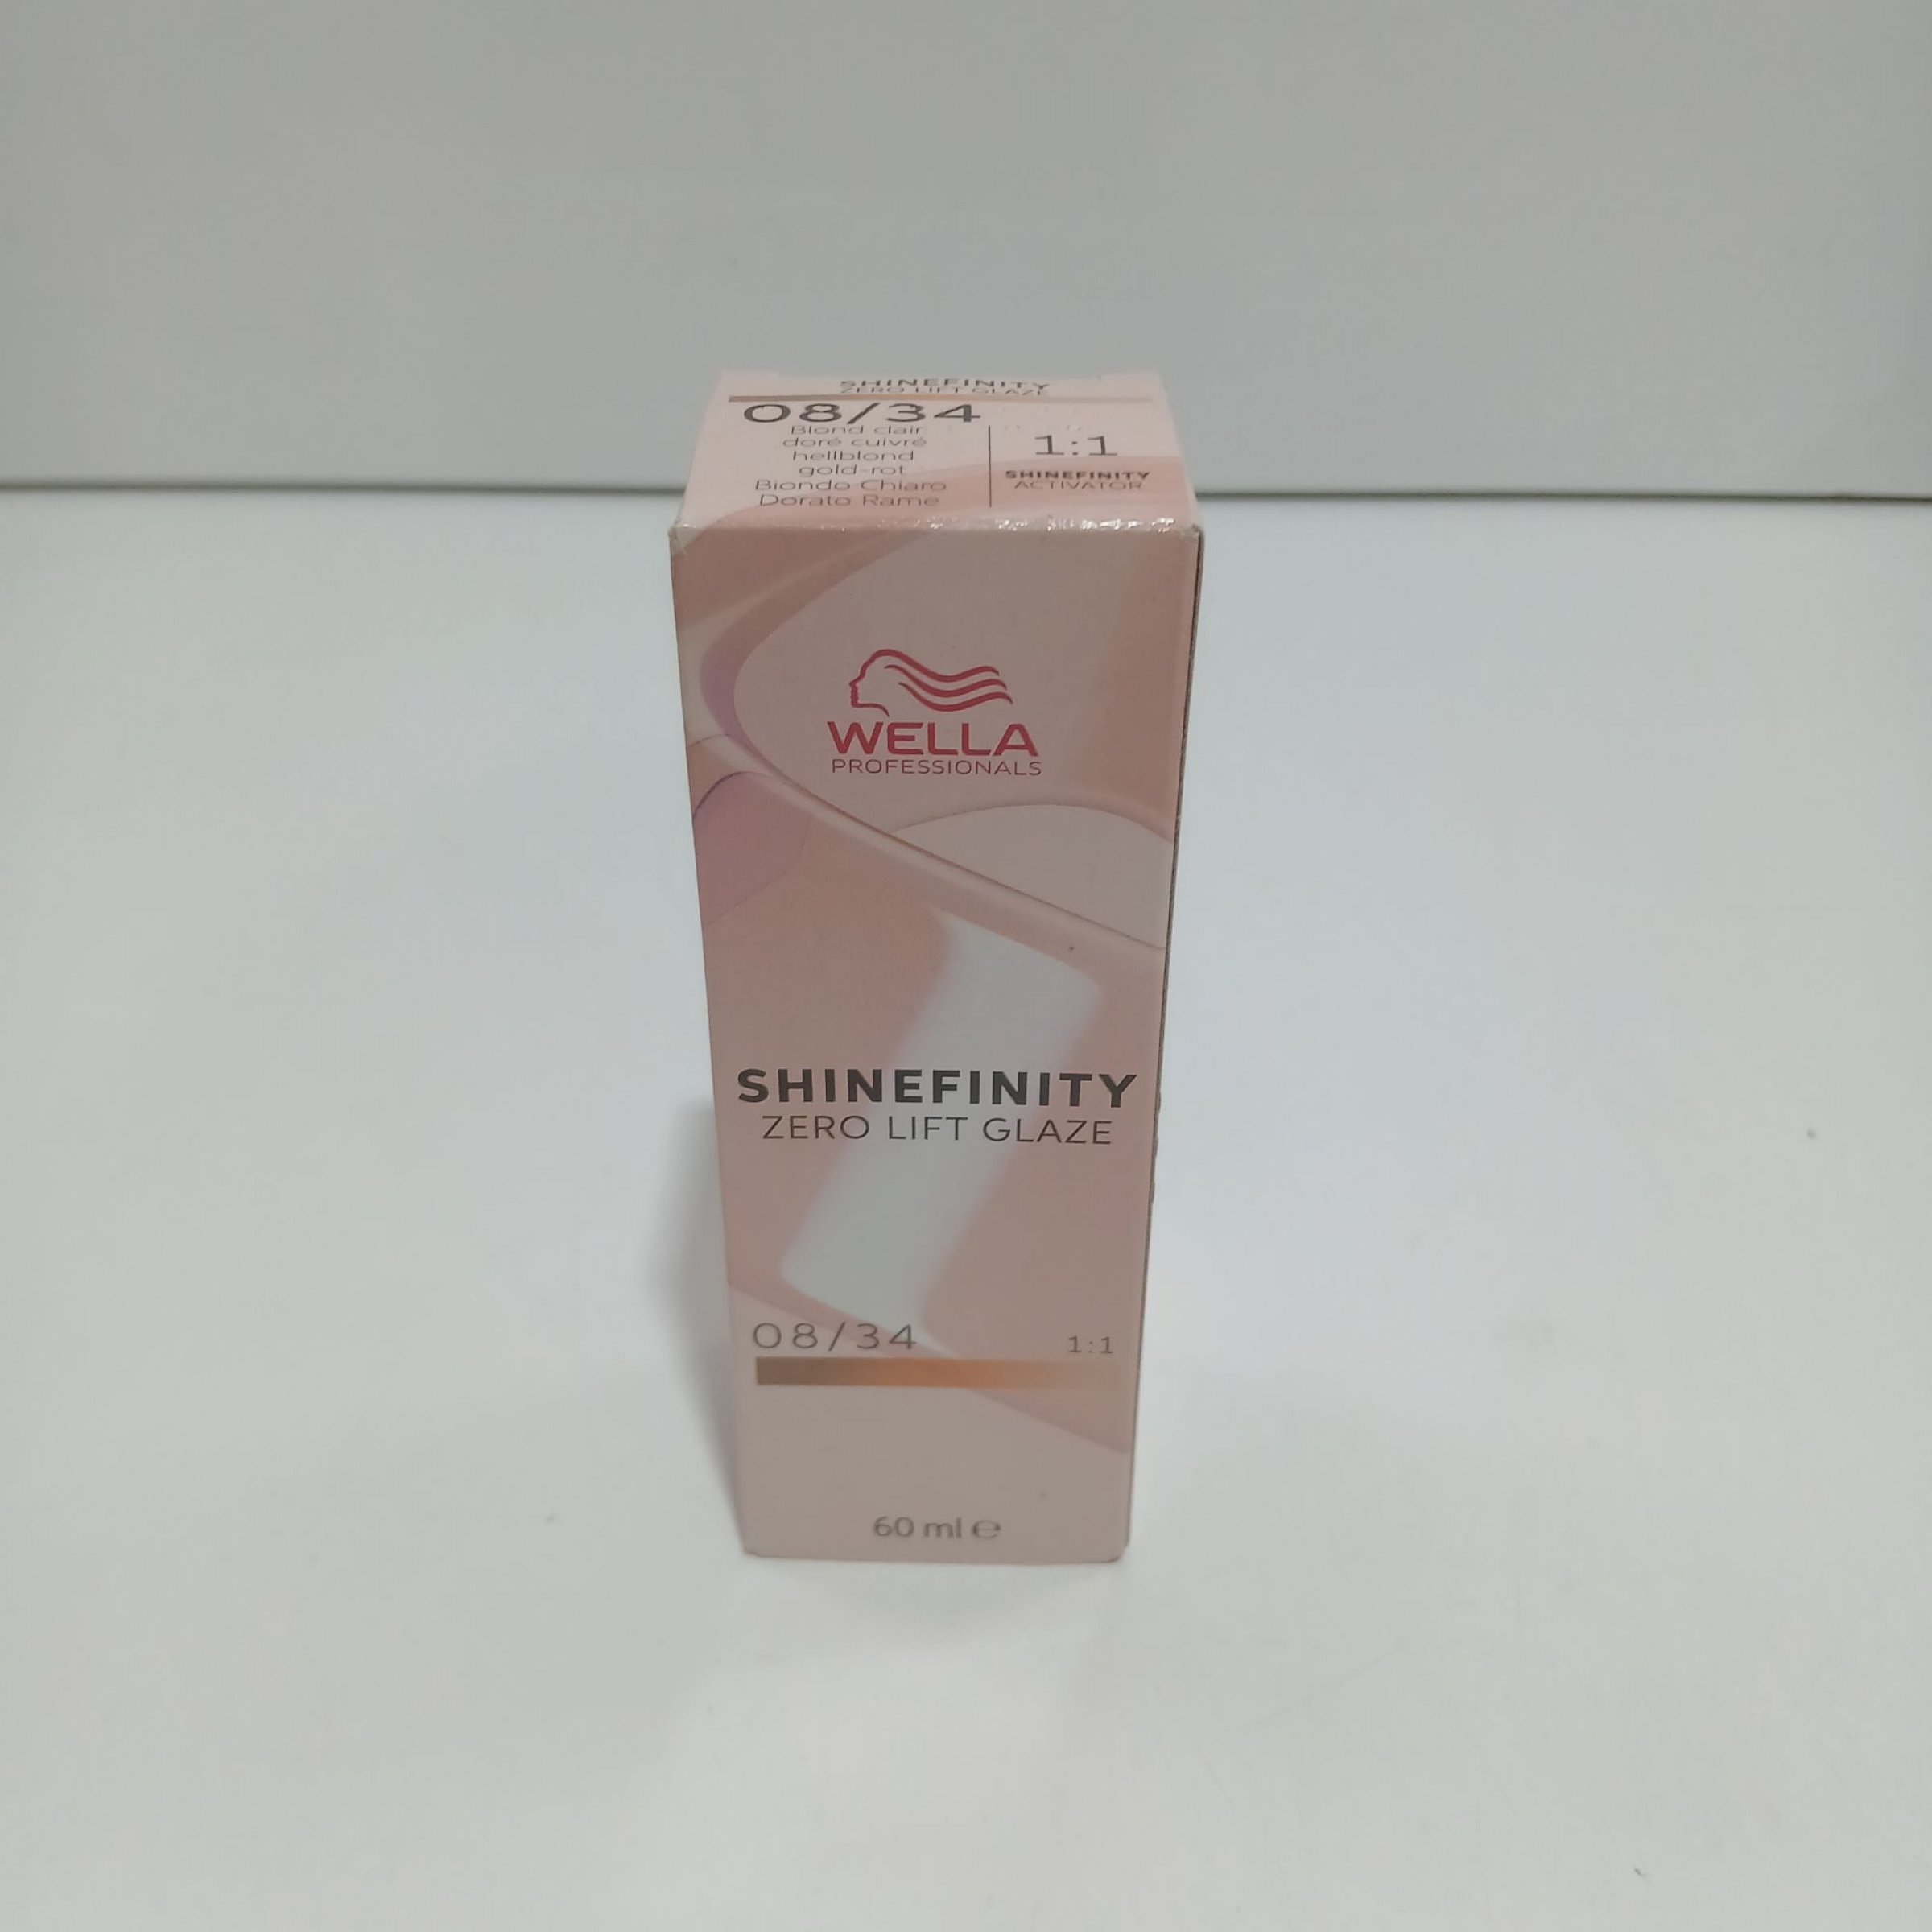 SHINEFINITY
ZERO LIFT GLAZE
08/34
Blond clair
doré cuivré
hellblond
gold-rot
Biondo Chiaro
Dorato Rame
1:1
SHINEFINITY
ACTIVATOR
WELLA
PROFESSIONALS
SHINEFINITY
ZERO LIFT GLAZE
08/34 1:1
60 ml ℮